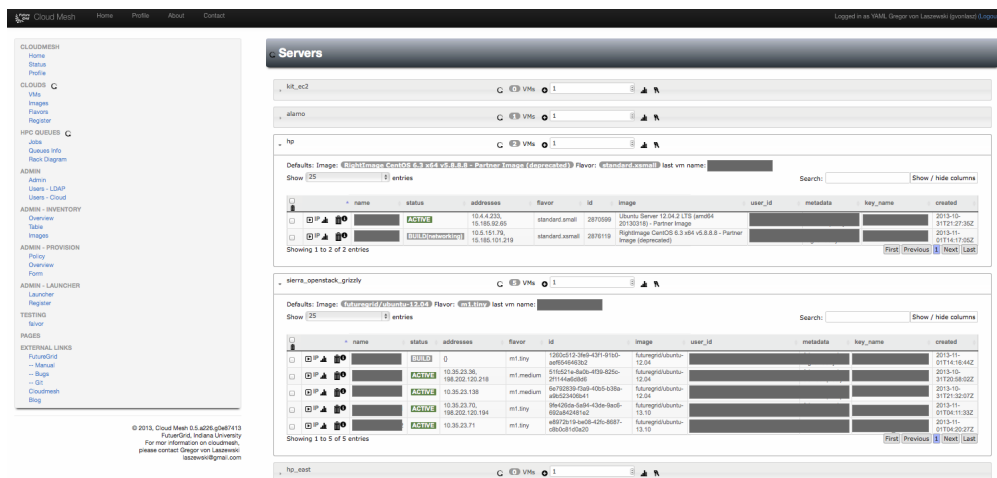 Cloud Mesh Home Profile About Contact Logged in as YAML Gregor von Laszewski (gvonlasz) (Logou
CLOUDMESH
Home
Status
Profile
CLOUDS
VMs
Images
Flavors
Register
HPC QUEUES
Jobs
Queues Info
Rack Diagram
ADMIN
Admin
Users - LDAP
Users - Cloud
ADMIN - INVENTORY
Overview
Table
Images
ADMIN - PROVISION
Policy
Overview
Form
ADMIN - LAUNCHER
Launcher
Register
TESTING
PAGES
EXTERNAL LINKS
FutureGrid
-- Manual
-- Bugs
-- Git
Cloudmesh
Blog
© 2013, Cloud Mesh 0.5.a226.g0e87413
FutuerGrid, Indiana University
For mor information on cloudmesh,
please contact Gregor von Laszewski
laszewski@gmail.com
Servers
kit_ec2 0 VMs 1
alamo 1 VMs 1
hp 2 VMs 1
Defaults: Image: RightImage CentOS 6.3 x64 v5.8.8.8 - Partner Image (deprecated) Flavor: standard.xsmall last vm name:
Show 25 entries Search: Show / hide columns
name status addresses flavor id image user_id metadata key_name created
IP ACTIVE 10.4.4.233, 15.185.92.65 standard.small 2870599 Ubuntu Server 12.04.2 LTS (amd64 20130318) - Partner Image 2013-10-31T21:27:35Z
IP BUILD(networking) 10.5.151.79, 15.185.101.219 standard.xsmall 2876119 RightImage CentOS 6.3 x64 v5.8.8.8 - Partner Image (deprecated) 2013-11-01T14:17:05Z
Showing 1 to 2 of 2 entries First Previous 1 Next Last
sierra_openstack_grizzly 5 VMs 1
Defaults: Image: futuregrid/ubuntu-12.04 Flavor: m1.tiny last vm name:
Show 25 entries Search: Show / hide columns
name status addresses flavor id image user_id metadata key_name created
IP BUILD {} m1.tiny futuregrid/ubuntu-12.04 2013-11-01T14:16:44Z
IP ACTIVE 10.35.23.36, 198.202.120.218 m1.medium futuregrid/ubuntu-12.04 2013-10-31T20:58:02Z
IP ACTIVE 10.35.23.138 m1.medium futuregrid/ubuntu-12.04 2013-10-31T21:32:07Z
IP ACTIVE 10.35.23.70, 198.202.120.194 m1.tiny futuregrid/ubuntu-13.10 2013-11-01T04:11:33Z
IP ACTIVE 10.35.23.71 m1.tiny futuregrid/ubuntu-13.10 2013-11-01T04:20:27Z
Showing 1 to 5 of 5 entries First Previous 1 Next Last
hp_east 0 VMs 1